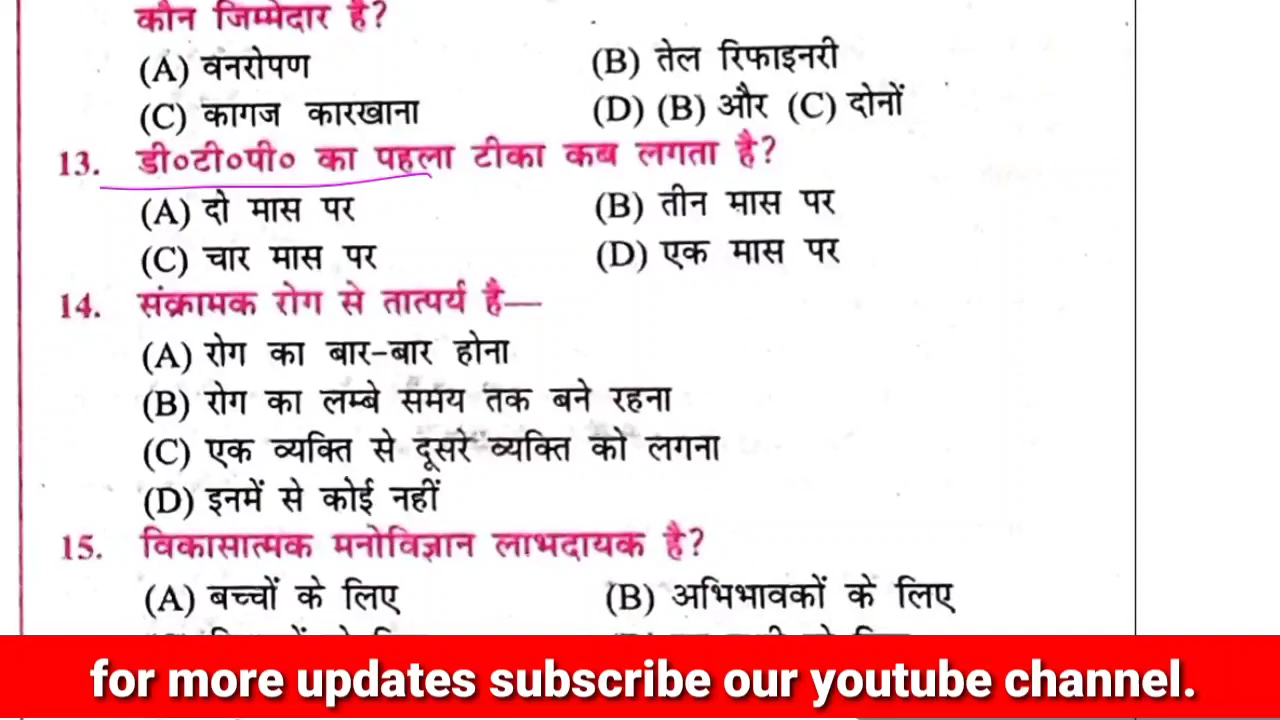 कौन जिम्मेदार है?
(A) वनरोपण (B) तेल रिफाइनरी
(C) कागज कारखाना (D) (B) और (C) दोनों
13. डी०टी०पी० का पहला टीका कब लगता है?
(A) दो मास पर (B) तीन मास पर
(C) चार मास पर (D) एक मास पर
14. संक्रामक रोग से तात्पर्य है—
(A) रोग का बार-बार होना
(B) रोग का लम्बे समय तक बने रहना
(C) एक व्यक्ति से दूसरे व्यक्ति को लगना
(D) इनमें से कोई नहीं
15. विकासात्मक मनोविज्ञान लाभदायक है?
(A) बच्चों के लिए (B) अभिभावकों के लिए
for more updates subscribe our youtube channel.